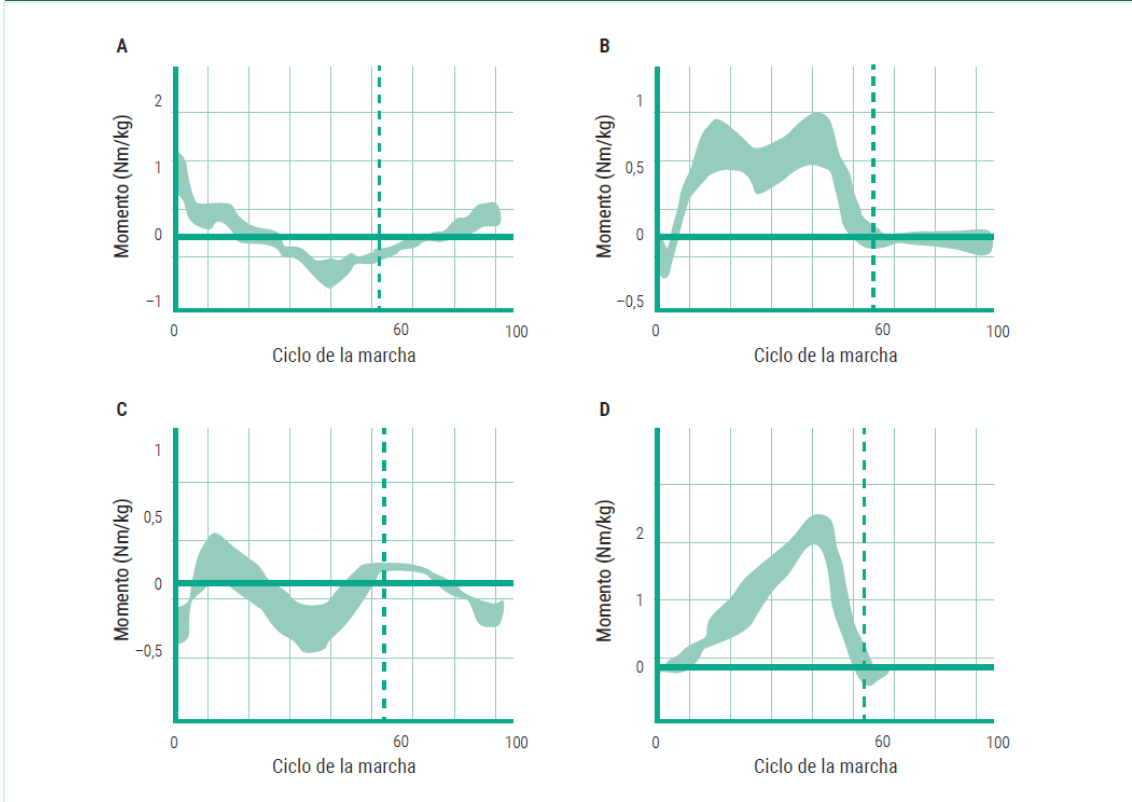 A
Momento (Nm/kg)
2
1
0
−1
0
60
100
Ciclo de la marcha
B
Momento (Nm/kg)
1
0,5
0
−0,5
0
60
100
Ciclo de la marcha
C
Momento (Nm/kg)
1
0,5
0
−0,5
0
60
100
Ciclo de la marcha
D
Momento (Nm/kg)
2
1
0
0
60
100
Ciclo de la marcha